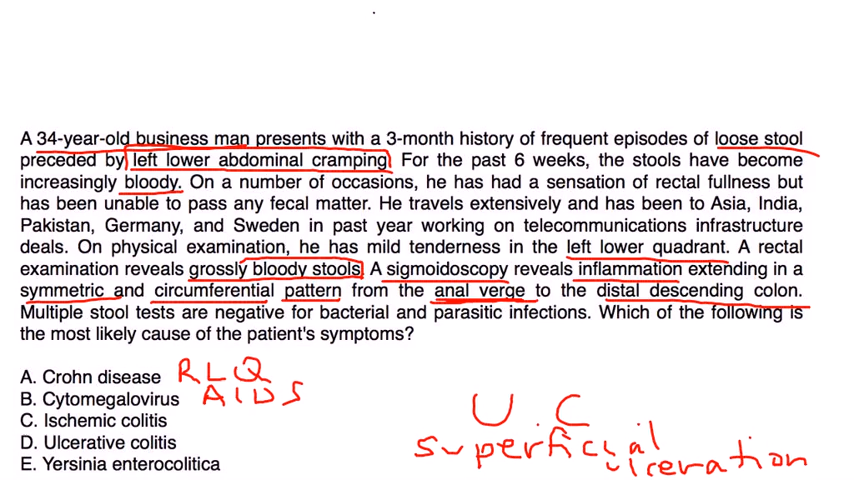 A 34-year-old business man presents with a 3-month history of frequent episodes of loose stool
preceded by left lower abdominal cramping. For the past 6 weeks, the stools have become
increasingly bloody. On a number of occasions, he has had a sensation of rectal fullness but
has been unable to pass any fecal matter. He travels extensively and has been to Asia, India,
Pakistan, Germany, and Sweden in past year working on telecommunications infrastructure
deals. On physical examination, he has mild tenderness in the left lower quadrant. A rectal
examination reveals grossly bloody stools. A sigmoidoscopy reveals inflammation extending in a
symmetric and circumferential pattern from the anal verge to the distal descending colon.
Multiple stool tests are negative for bacterial and parasitic infections. Which of the following is
the most likely cause of the patient's symptoms?
A. Crohn disease RLQ
B. Cytomegalovirus AIDS
C. Ischemic colitis
D. Ulcerative colitis
E. Yersinia enterocolitica
U.C
superficial
ulceration